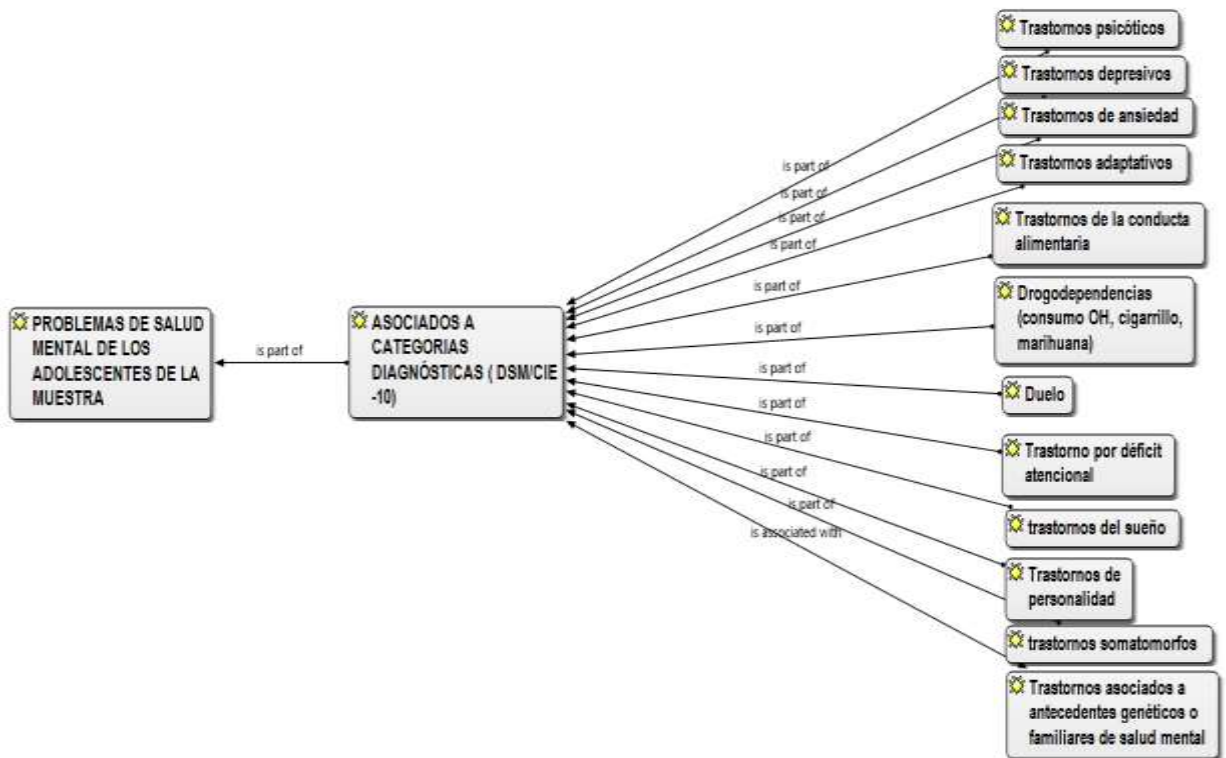 Trastornos psicóticos
Trastornos depresivos
Trastornos de ansiedad
Trastornos adaptativos
is part of
is part of
is part of
is part of
Trastornos de la conducta
alimentaria
is part of
Drogodependencias
(consumo OH, cigarrillo,
marihuana)
is part of
PROBLEMAS DE SALUD
MENTAL DE LOS
ADOLESCENTES DE LA
MUESTRA
is part of
ASOCIADOS A
CATEGORIAS
DIAGNÓSTICAS ( DSM/CIE
-10)
is part of
Duelo
is part of
Trastorno por déficit
atencional
is part of
trastornos del sueño
is part of
Trastornos de
personalidad
is part of
trastornos somatomorfos
is associated with
Trastornos asociados a
antecedentes genéticos o
familiares de salud mental